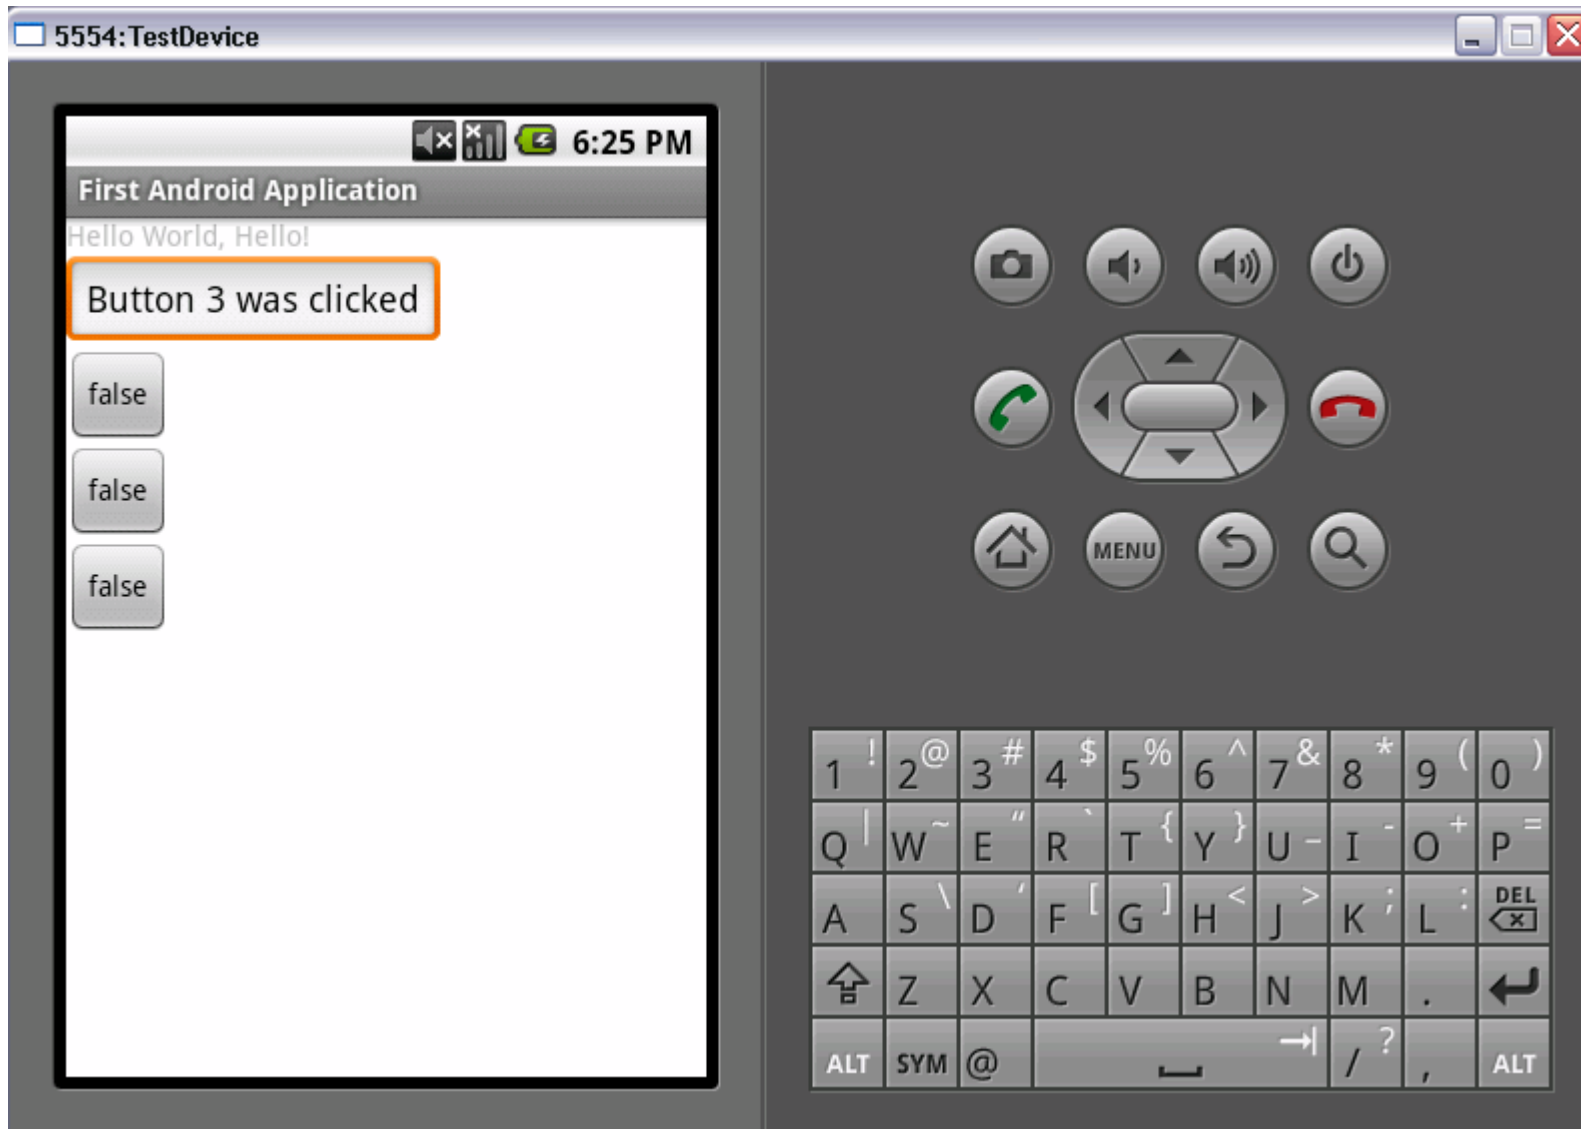 5554:TestDevice
6:25 PM
First Android Application
Hello World, Hello!
Button 3 was clicked
false
false
false
MENU
1 ! 2 @ 3 # 4 $ 5 % 6 ^ 7 & 8 * 9 ( 0 )
Q | W ~ E " R ` T { Y } U _ I - O + P =
A S \ D ' F [ G ] H < J > K ; L : DEL
Z X C V B N M .
ALT SYM @ / ? , ALT